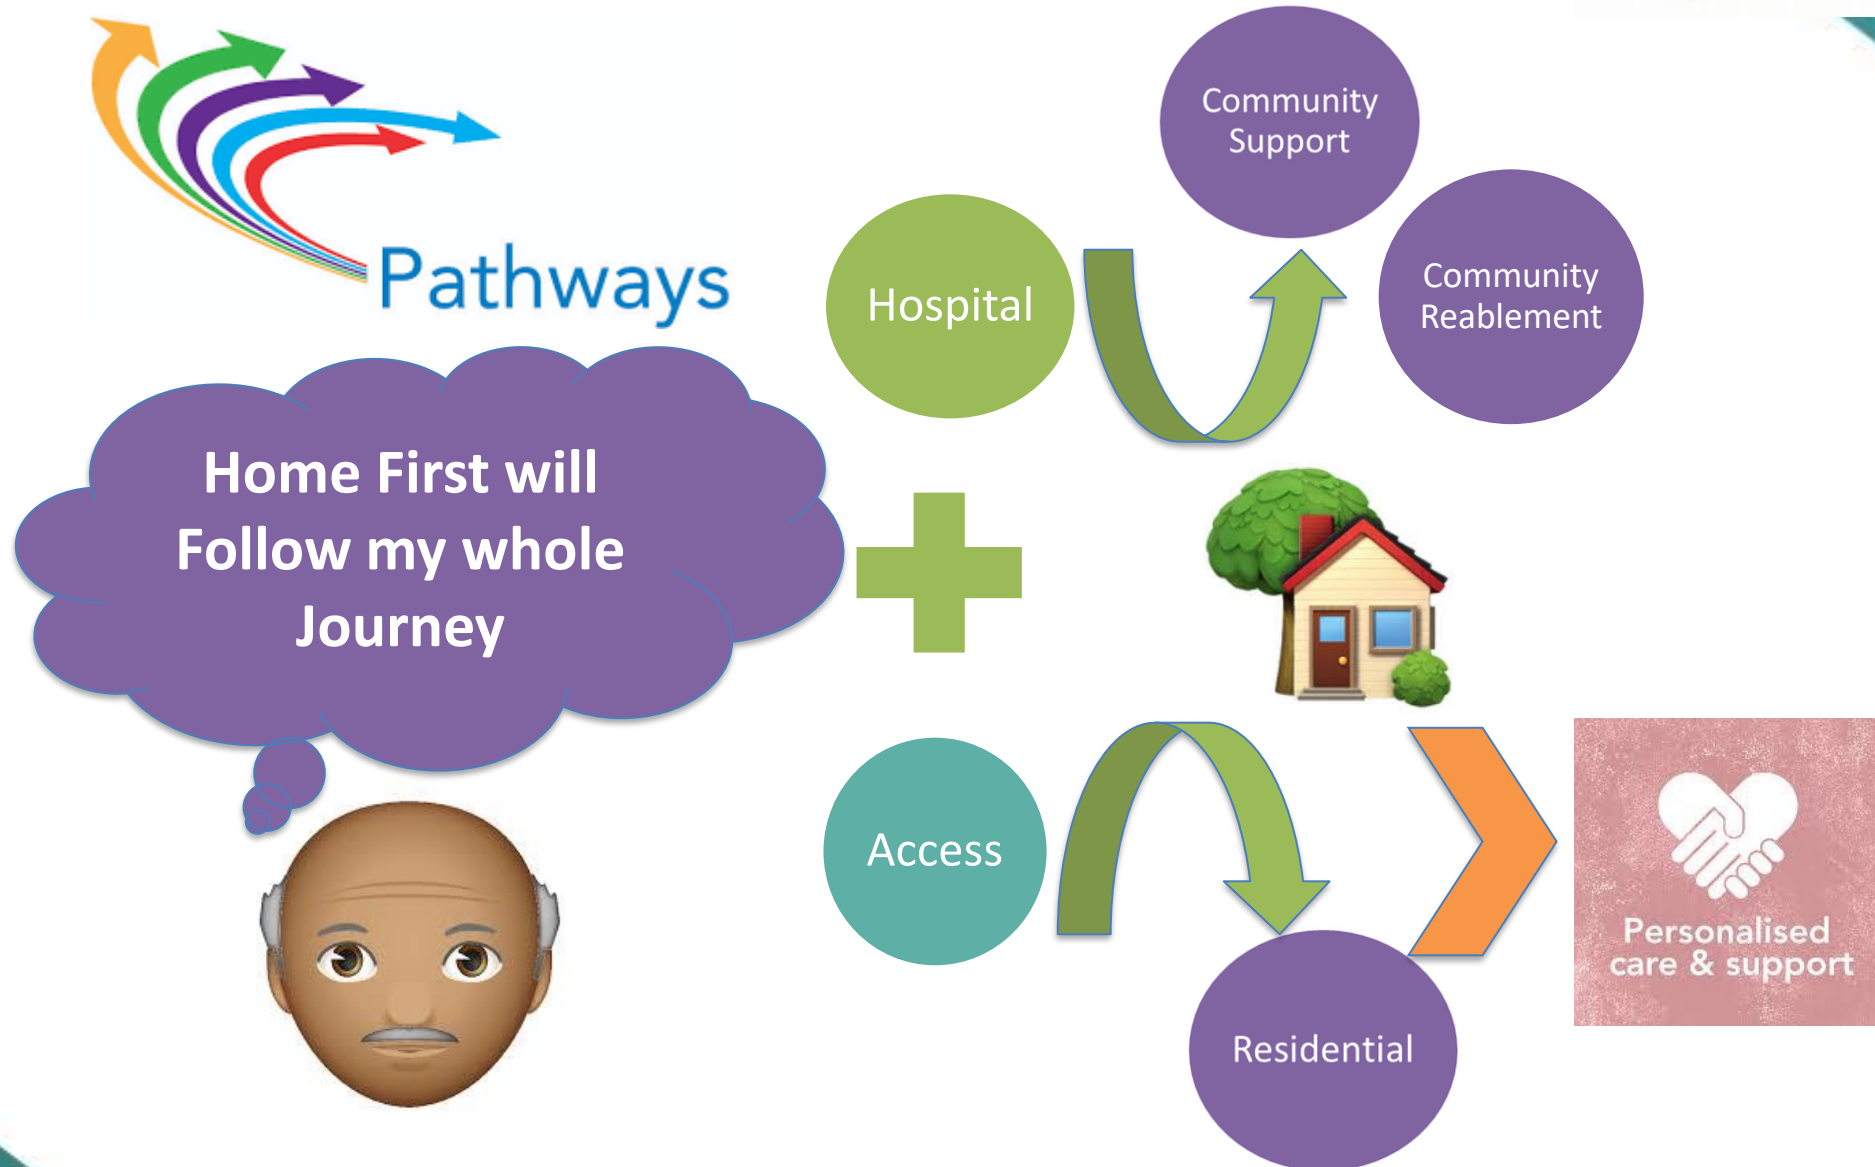 Pathways
Home First will
Follow my whole
Journey
Hospital
Community
Support
Community
Reablement
Access
Residential
Personalised
care & support